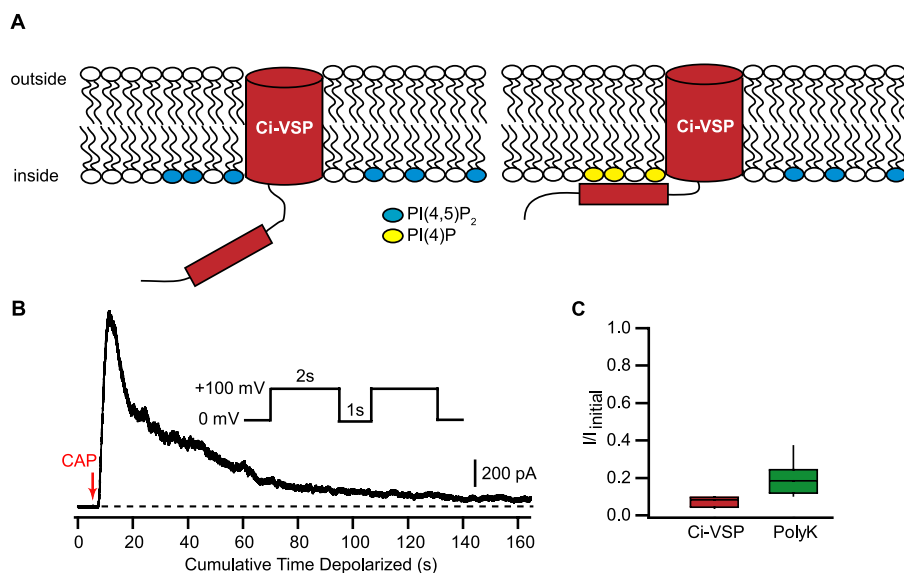 A
outside
Ci-VSP
Ci-VSP
inside
PI(4,5)P2
PI(4)P
B
C
2s
+100 mV
1s
0 mV
CAP
200 pA
0 20 40 60 80 100 120 140 160
Cumulative Time Depolarized (s)
I/Iinitial
1.0
0.8
0.6
0.4
0.2
0.0
Ci-VSP PolyK